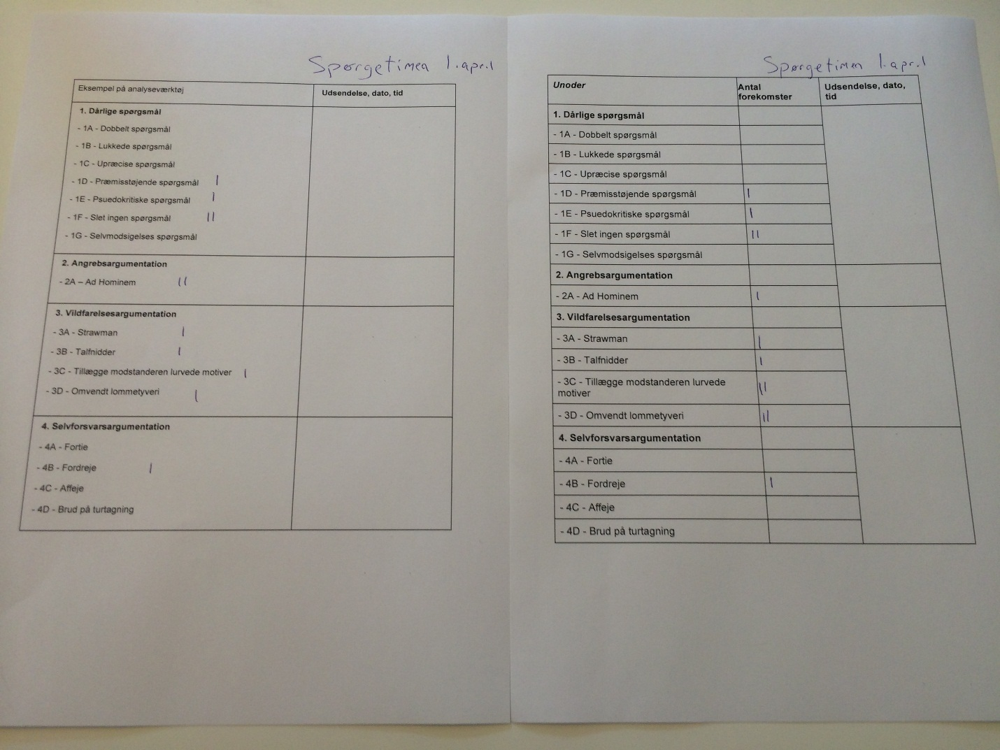 Spørgetimen 1. april
Eksempel på analyseværktøj
Udsendelse, dato, tid
1. Dårlige spørgsmål
- 1A - Dobbelt spørgsmål
- 1B - Lukkede spørgsmål
- 1C - Upræcise spørgsmål
- 1D - Præmisstøjende spørgsmål |
- 1E - Psuedokritiske spørgsmål |
- 1F - Slet ingen spørgsmål ||
- 1G - Selvmodsigelses spørgsmål
2. Angrebsargumentation
- 2A – Ad Hominem ||
3. Vildfarelsesargumentation
- 3A - Strawman |
- 3B - Talfnidder |
- 3C - Tillægge modstanderen lurvede motiver |
- 3D - Omvendt lommetyveri |
4. Selvforsvarsargumentation
- 4A - Fortie
- 4B - Fordreje |
- 4C - Affeje
- 4D - Brud på turtagning
Spørgetimen 1. april
Unoder
Antal
forekomster
Udsendelse, dato,
tid
1. Dårlige spørgsmål
- 1A - Dobbelt spørgsmål
- 1B - Lukkede spørgsmål
- 1C - Upræcise spørgsmål
- 1D - Præmisstøjende spørgsmål |
- 1E - Psuedokritiske spørgsmål |
- 1F - Slet ingen spørgsmål ||
- 1G - Selvmodsigelses spørgsmål
2. Angrebsargumentation
- 2A - Ad Hominem |
3. Vildfarelsesargumentation
- 3A - Strawman |
- 3B - Talfnidder |
- 3C - Tillægge modstanderen lurvede
motiver ||
- 3D - Omvendt lommetyveri ||
4. Selvforsvarsargumentation
- 4A - Fortie
- 4B - Fordreje |
- 4C - Affeje
- 4D - Brud på turtagning